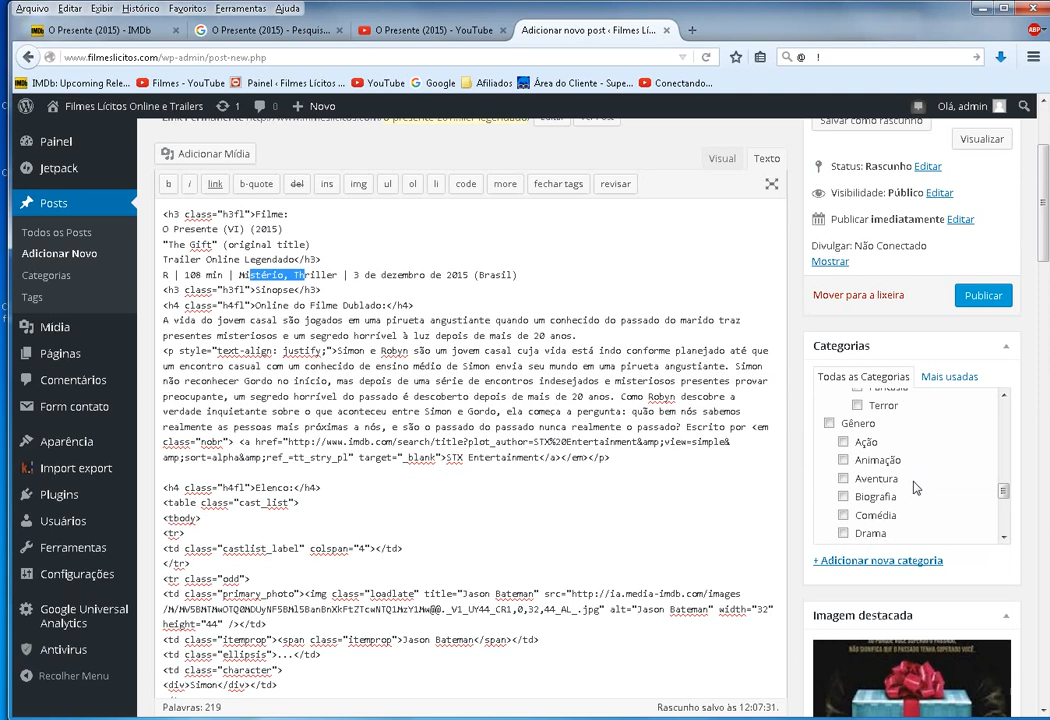 Arquivo Editar Exibir Histórico Favoritos Ferramentas Ajuda
O Presente (2015) - IMDb × O Presente (2015) - Pesquis... × O Presente (2015) - YouTube × Adicionar novo post ‹ Filmes Lí... × +
www.filmeslicitos.com/wp-admin/post-new.php @ !
IMDb: Upcoming Rele... Filmes - YouTube Painel ‹ Filmes Lícitos ... YouTube Google Afiliados Área do Cliente - Supe... Conectando...
Filmes Lícitos Online e Trailers 1 0 + Novo Olá, admin
Painel
Jetpack
Posts
Todos os Posts
Adicionar Novo
Categorias
Tags
Mídia
Páginas
Comentários
Form contato
Aparência
Import export
Plugins
Usuários
Ferramentas
Configurações
Google Universal
Analytics
Antivirus
Recolher Menu
Adicionar Mídia
Visual Texto
b i link b-quote del ins img ul ol li code more fechar tags revisar
<h3 class="h3fl">Filme:
O Presente (VI) (2015)
"The Gift" (original title)
Trailer Online Legendado</h3>
R | 108 min | Mistério, Thriller | 3 de dezembro de 2015 (Brasil)
<h3 class="h3fl">Sinopse</h3>
<h4 class="h4fl">Online do Filme Dublado:</h4>
A vida do jovem casal são jogados em uma pirueta angustiante quando um conhecido do passado do marido traz
presentes misteriosos e um segredo horrível à luz depois de mais de 20 anos.
<p style="text-align: justify;">Simon e Robyn são um jovem casal cuja vida está indo conforme planejado até que
um encontro casual com um conhecido de ensino médio de Simon envia seu mundo em uma pirueta angustiante. Simon
não reconhecer Gordo no início, mas depois de uma série de encontros indesejados e misteriosos presentes provar
preocupante, um segredo horrível do passado é descoberto depois de mais de 20 anos. Como Robyn descobre a
verdade inquietante sobre o que aconteceu entre Simon e Gordo, ela começa a pergunta: quão bem nós sabemos
realmente as pessoas mais próximas a nós, e são o passado nunca realmente passado? Escrito por <em
class="nobr"> <a href="http://www.imdb.com/search/title?plot_author=STX%20Entertainment&amp;view=simple&
amp;sort=alpha&amp;ref_=tt_stry_pl" target="_blank">STX Entertainment</a></em></p>
<h4 class="h4fl">Elenco:</h4>
<table class="cast_list">
<tbody>
<tr>
<td class="castlist_label" colspan="4"></td>
</tr>
<tr class="odd">
<td class="primary_photo"><img class="loadlate" title="Jason Bateman" src="http://ia.media-imdb.com/images
/M/MV5BMTMwOTQ0MDUyNF5BMl5BanBnXkFtZTcwNTQ1MzY1Mw@@._V1_UY44_CR1,0,32,44_AL_.jpg" alt="Jason Bateman" width="32"
height="44" /></td>
<td class="itemprop"><span class="itemprop">Jason Bateman</span></td>
<td class="ellipsis">...</td>
<td class="character">
<div>Simon</div></td>
Palavras: 219 Rascunho salvo às 12:07:31.
Salvar como rascunho
Visualizar
Status: Rascunho Editar
Visibilidade: Público Editar
Publicar imediatamente Editar
Divulgar: Não Conectado
Mostrar
Mover para a lixeira Publicar
Categorias
Todas as Categorias Mais usadas
Fantasia
Terror
Gênero
Ação
Animação
Aventura
Biografia
Comédia
Drama
+ Adicionar nova categoria
Imagem destacada
QUE O PASSADO TENHA SUPERADO VOCÊ.